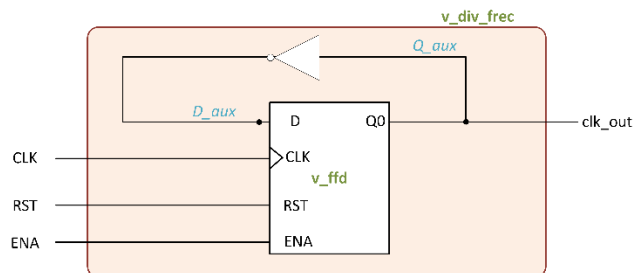 v_div_frec
Q_aux
D_aux
D
Q0
clk_out
CLK
CLK
v_ffd
RST
RST
ENA
ENA